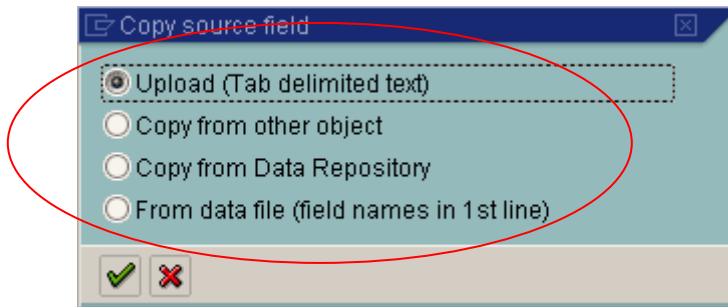 Copy source field
Upload (Tab delimited text)
Copy from other object
Copy from Data Repository
From data file (field names in 1st line)